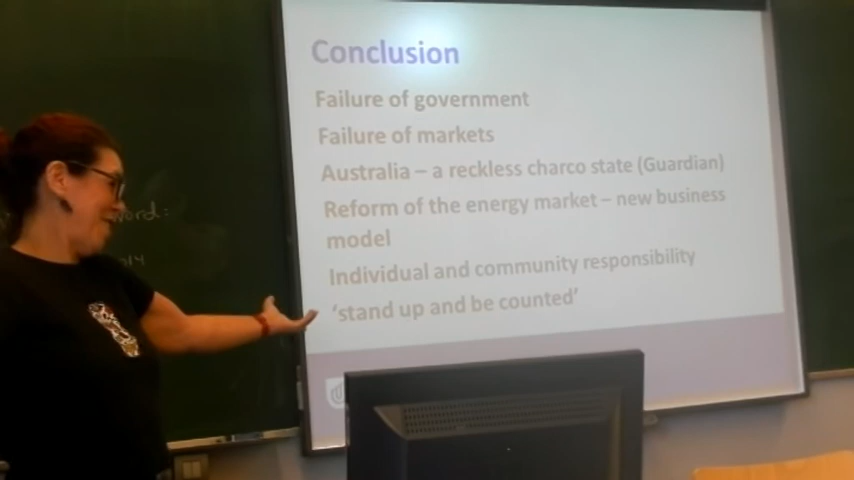 Conclusion
Failure of government
Failure of markets
Australia – a reckless charco state (Guardian)
Reform of the energy market – new business
model
Individual and community responsibility
‘stand up and be counted’
word: